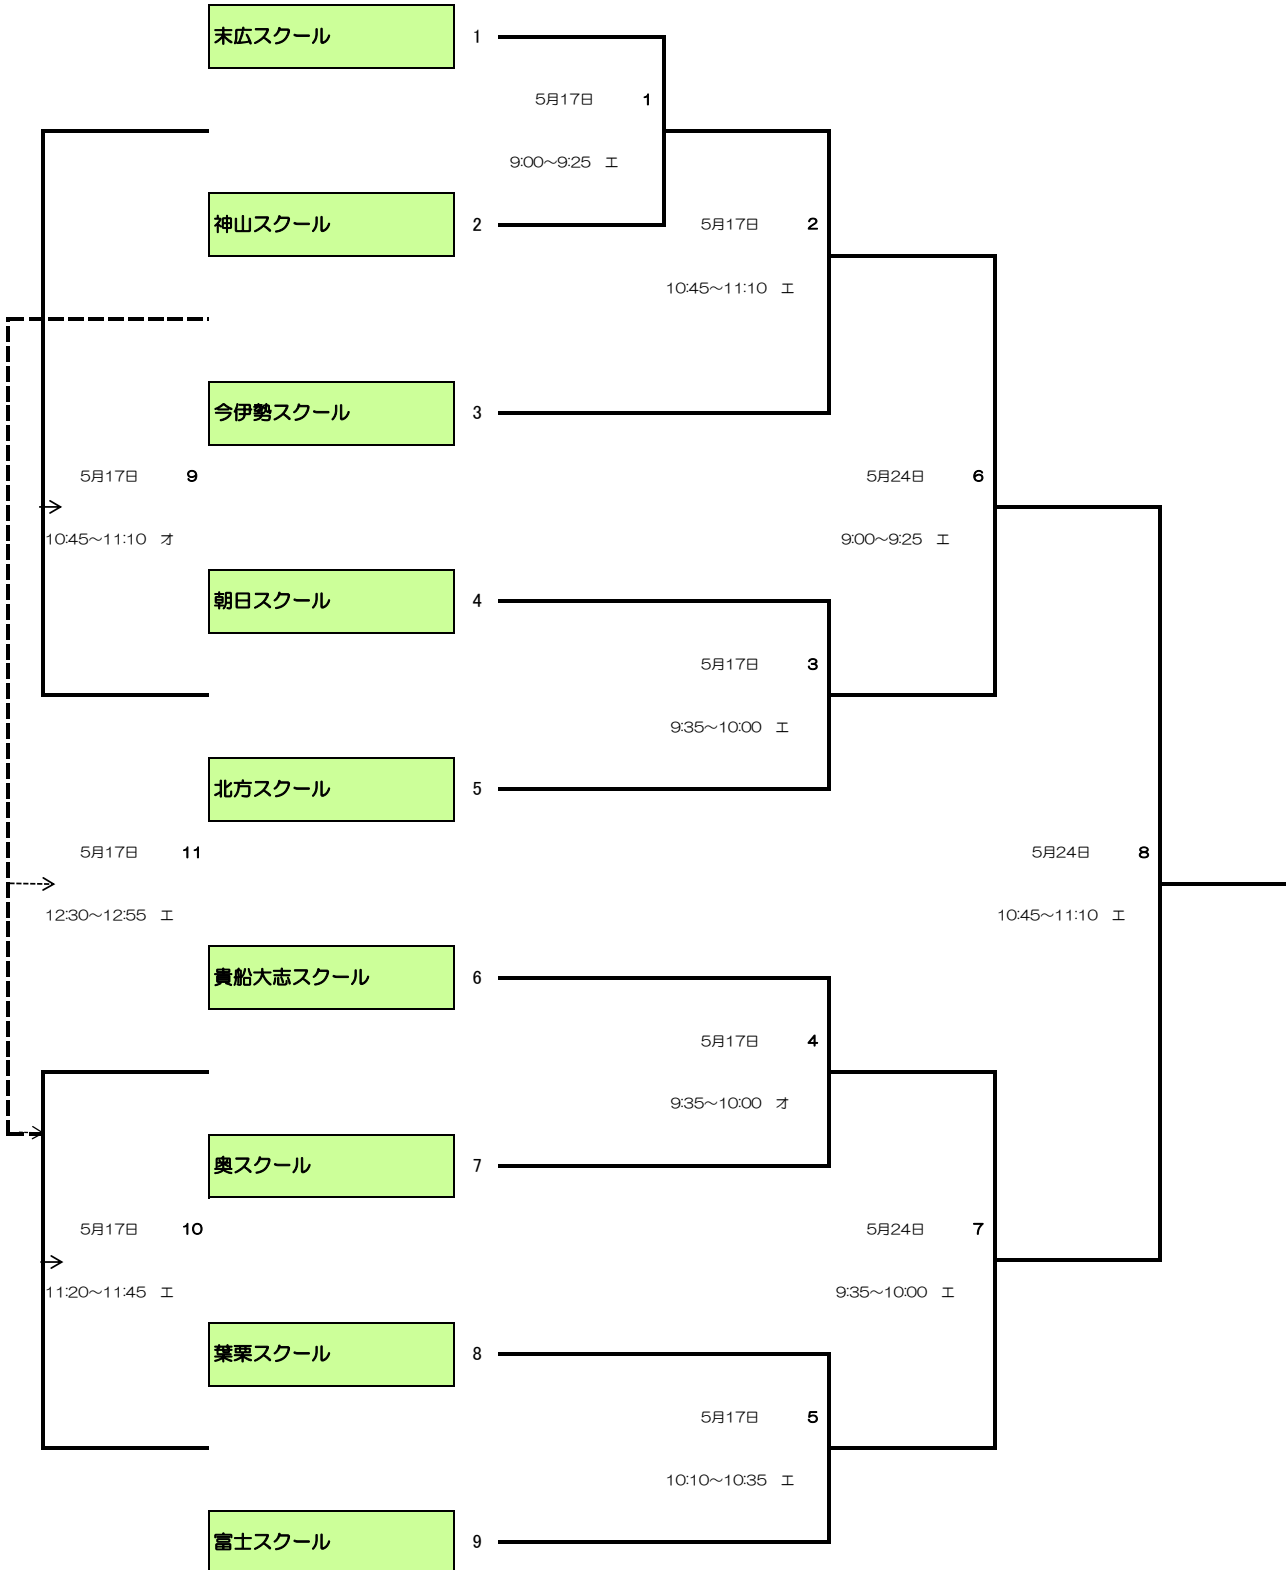 末広スクール 1
5月17日 1
9:00～9:25 エ
神山スクール 2
5月17日 2
10:45～11:10 エ
今伊勢スクール 3
5月17日 9
5月24日 6
10:45～11:10 オ
9:00～9:25 エ
朝日スクール 4
5月17日 3
9:35～10:00 エ
北方スクール 5
5月17日 11
5月24日 8
12:30～12:55 エ
10:45～11:10 エ
貴船大志スクール 6
5月17日 4
9:35～10:00 オ
奥スクール 7
5月17日 10
5月24日 7
11:20～11:45 エ
9:35～10:00 エ
葉栗スクール 8
5月17日 5
10:10～10:35 エ
富士スクール 9